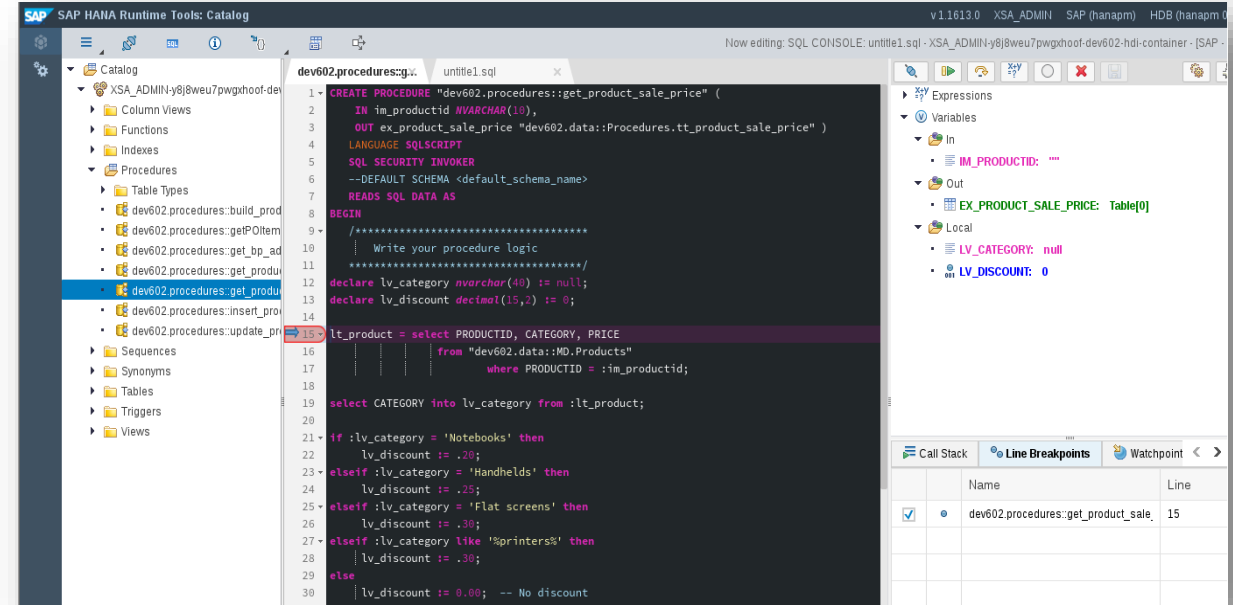 SAP SAP HANA Runtime Tools: Catalog
v 1.1613.0 XSA_ADMIN SAP (hanapm) HDB (hanapm 0
SQL
Now editing: SQL CONSOLE: untitle1.sql - XSA_ADMIN-y8j8weu7pwgxhoof-dev602-hdi-container - [SAP -
Catalog
XSA_ADMIN-y8j8weu7pwgxhoof-dev
Column Views
Functions
Indexes
Procedures
Table Types
dev602.procedures::build_prod
dev602.procedures::getPOItem
dev602.procedures::get_bp_ad
dev602.procedures::get_produ
dev602.procedures::get_produ
dev602.procedures::insert_pro
dev602.procedures::update_pr
Sequences
Synonyms
Tables
Triggers
Views
dev602.procedures::g...
untitle1.sql
1 CREATE PROCEDURE "dev602.procedures::get_product_sale_price" (
2 IN im_productid NVARCHAR(10),
3 OUT ex_product_sale_price "dev602.data::Procedures.tt_product_sale_price" )
4 LANGUAGE SQLSCRIPT
5 SQL SECURITY INVOKER
6 --DEFAULT SCHEMA <default_schema_name>
7 READS SQL DATA AS
8 BEGIN
9 /*************************************
10 Write your procedure logic
11 *************************************/
12 declare lv_category nvarchar(40) := null;
13 declare lv_discount decimal(15,2) := 0;
14
15 lt_product = select PRODUCTID, CATEGORY, PRICE
16 from "dev602.data::MD.Products"
17 where PRODUCTID = :im_productid;
18
19 select CATEGORY into lv_category from :lt_product;
20
21 if :lv_category = 'Notebooks' then
22 lv_discount := .20;
23 elseif :lv_category = 'Handhelds' then
24 lv_discount := .25;
25 elseif :lv_category = 'Flat screens' then
26 lv_discount := .30;
27 elseif :lv_category like '%printers%' then
28 lv_discount := .30;
29 else
30 lv_discount := 0.00; -- No discount
Expressions
Variables
In
IM_PRODUCTID: ""
Out
EX_PRODUCT_SALE_PRICE: Table[0]
Local
LV_CATEGORY: null
LV_DISCOUNT: 0
Call Stack Line Breakpoints Watchpoint
Name Line
dev602.procedures::get_product_sale_ 15